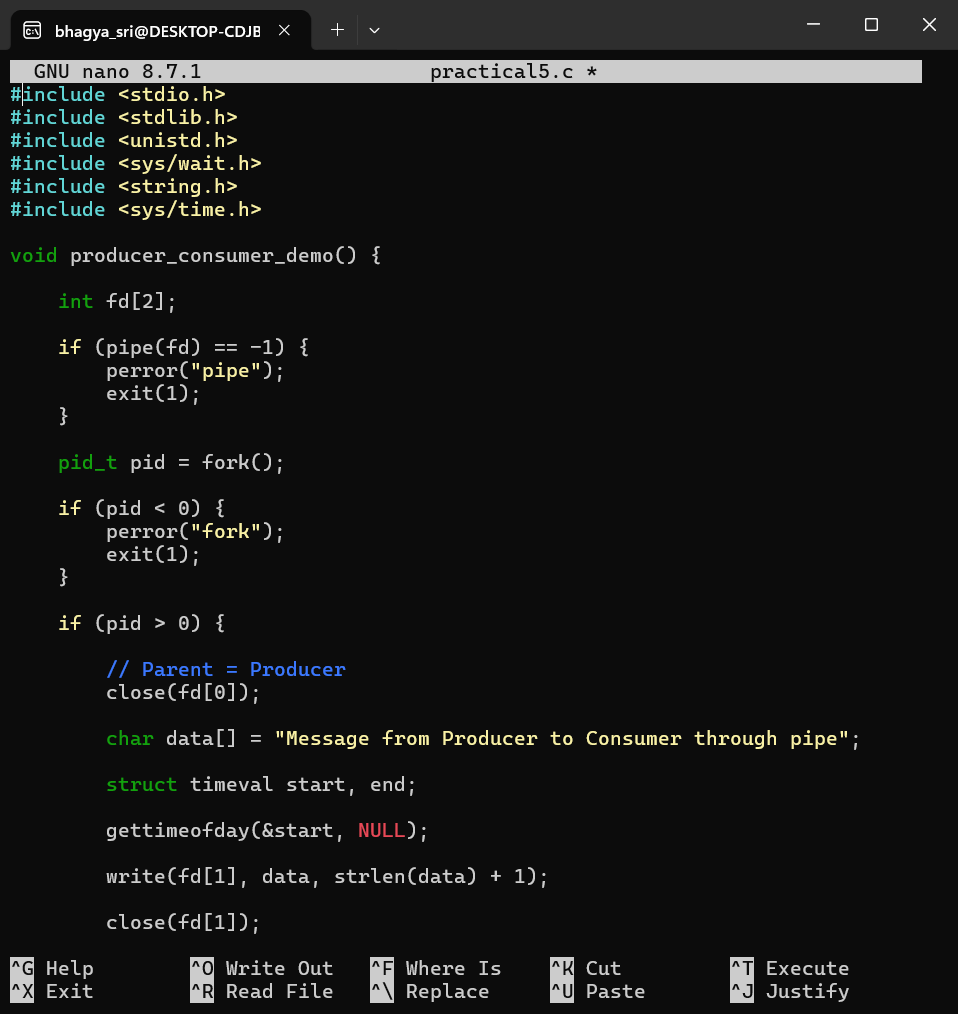 bhagya_sri@DESKTOP-CDJB
GNU nano 8.7.1 practical5.c *
#include <stdio.h>
#include <stdlib.h>
#include <unistd.h>
#include <sys/wait.h>
#include <string.h>
#include <sys/time.h>
void producer_consumer_demo() {
int fd[2];
if (pipe(fd) == -1) {
perror("pipe");
exit(1);
}
pid_t pid = fork();
if (pid < 0) {
perror("fork");
exit(1);
}
if (pid > 0) {
// Parent = Producer
close(fd[0]);
char data[] = "Message from Producer to Consumer through pipe";
struct timeval start, end;
gettimeofday(&start, NULL);
write(fd[1], data, strlen(data) + 1);
close(fd[1]);
^G Help ^O Write Out ^F Where Is ^K Cut ^T Execute
^X Exit ^R Read File ^\ Replace ^U Paste ^J Justify